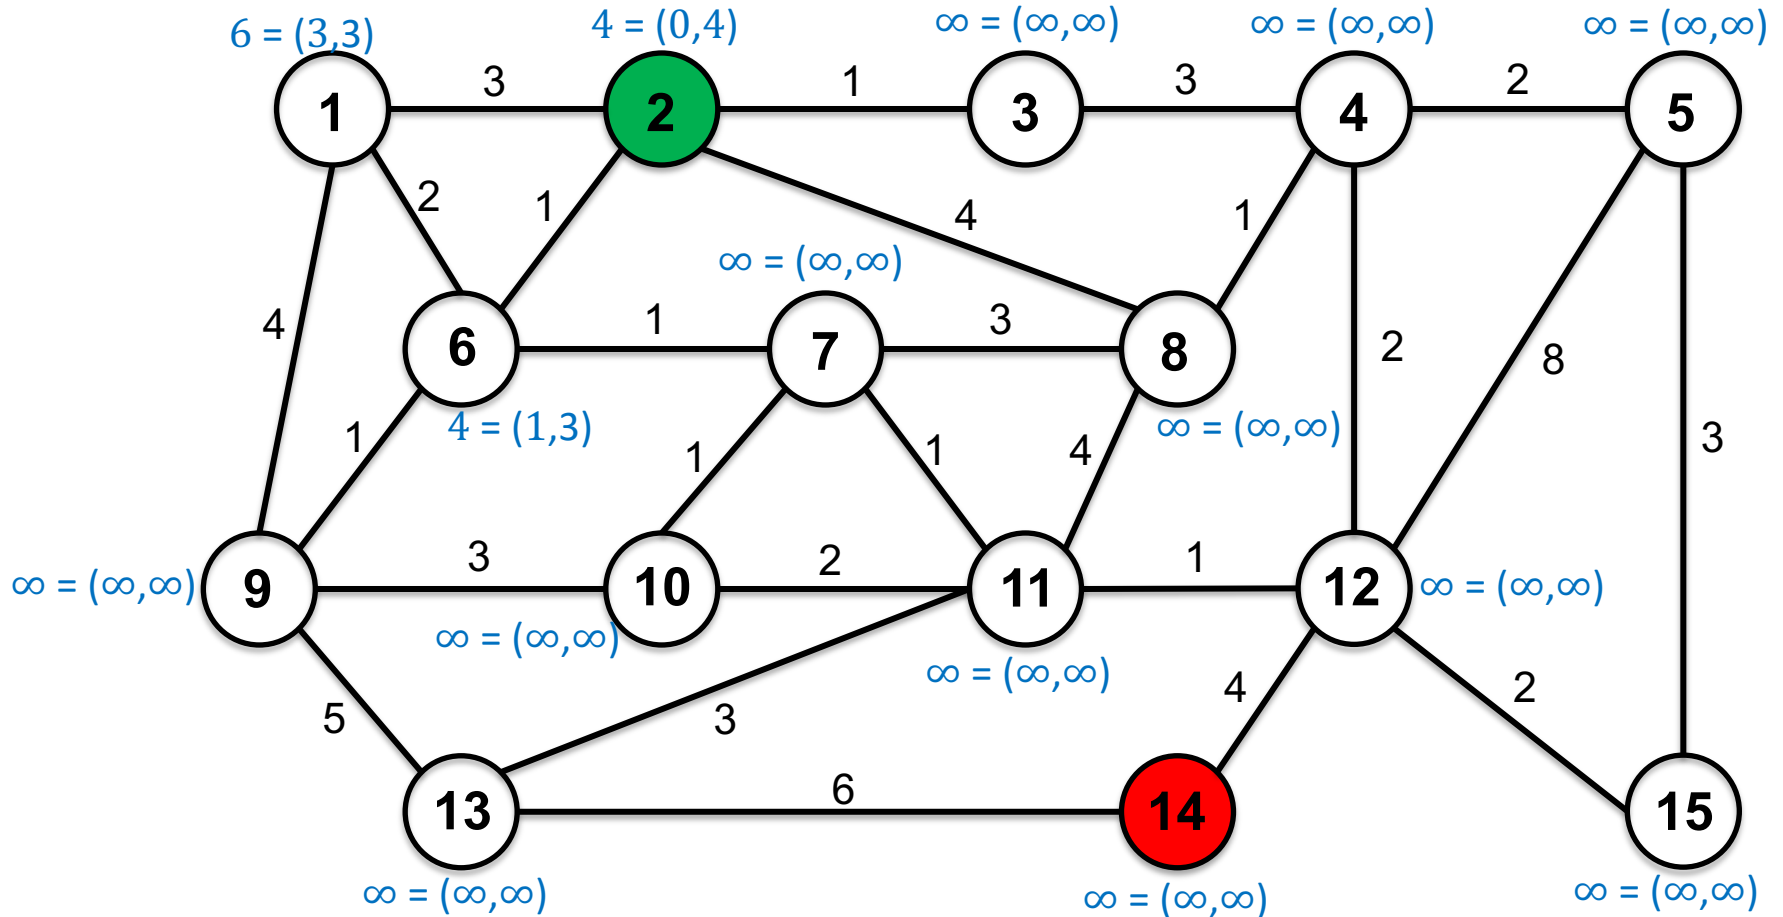 6 = (3,3)
4 = (0,4)
∞ = (∞,∞)
∞ = (∞,∞)
∞ = (∞,∞)
1
3
2
1
3
3
4
2
5
2
1
4
1
∞ = (∞,∞)
4
6
1
7
3
8
2
8
4 = (1,3)
∞ = (∞,∞)
1
1
1
4
3
∞ = (∞,∞)
9
3
10
2
11
1
12
∞ = (∞,∞)
∞ = (∞,∞)
∞ = (∞,∞)
5
3
4
2
13
6
14
15
∞ = (∞,∞)
∞ = (∞,∞)
∞ = (∞,∞)